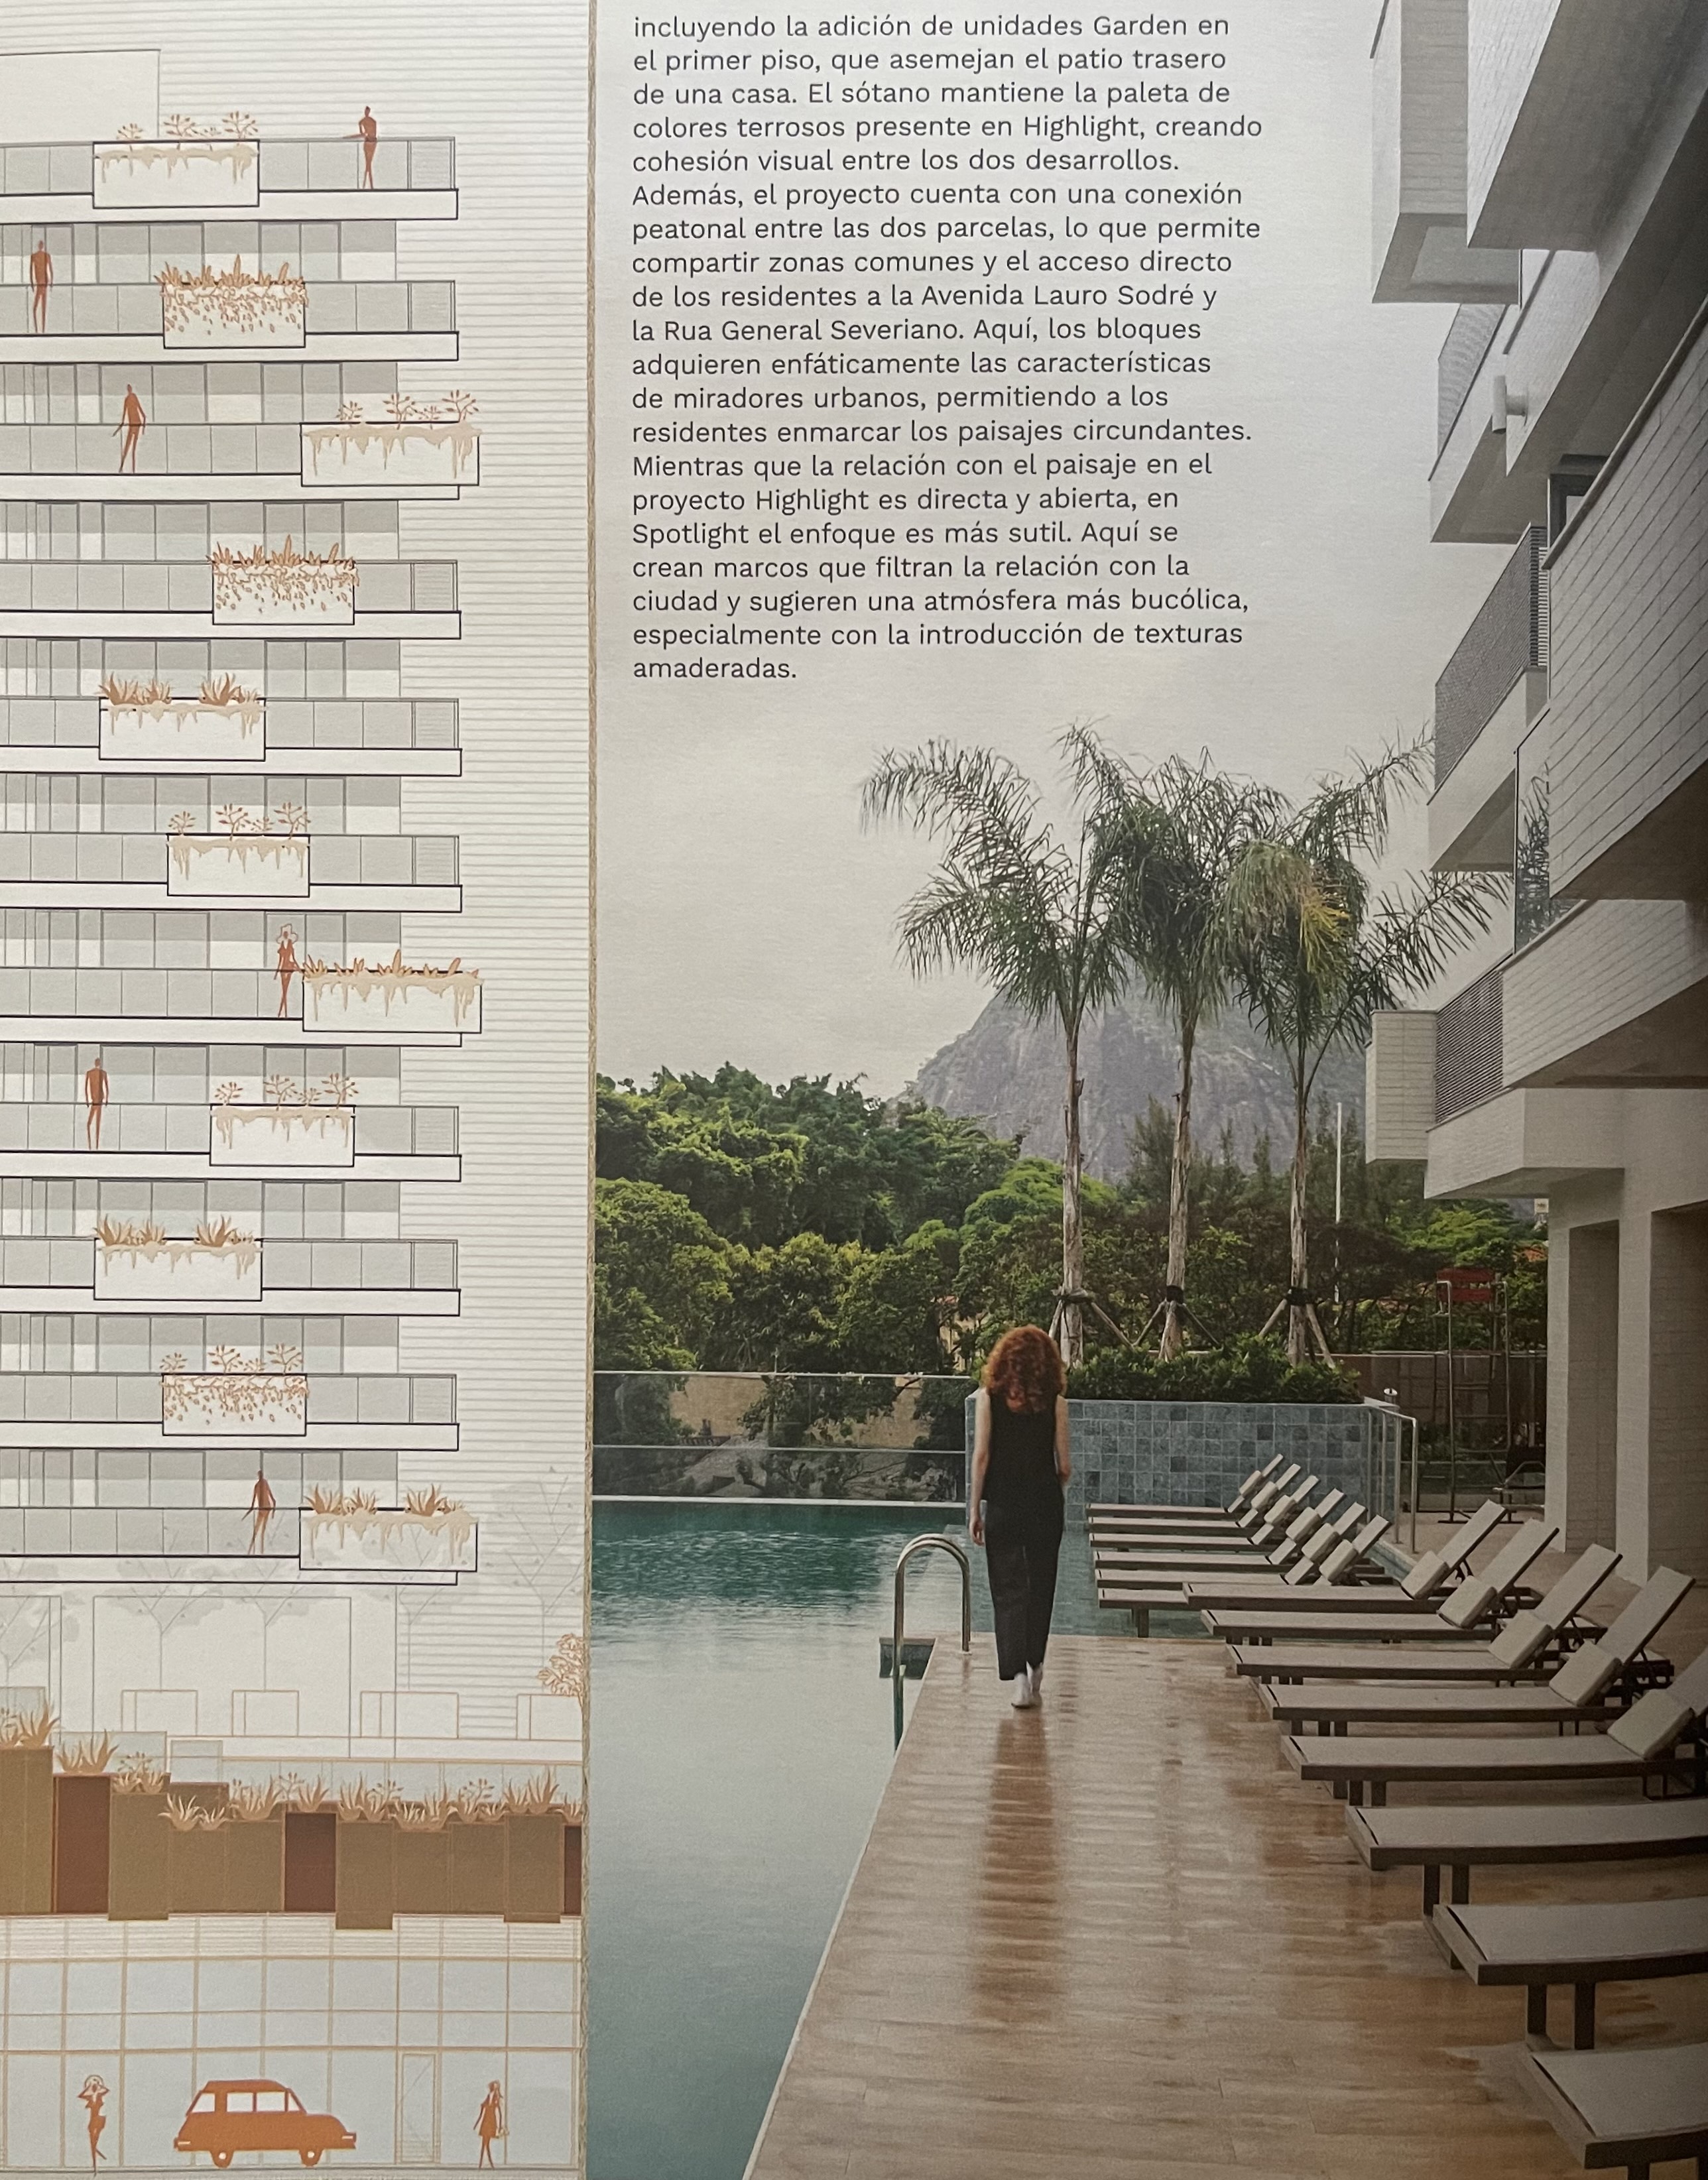 incluyendo la adición de unidades Garden en
el primer piso, que asemejan el patio trasero
de una casa. El sótano mantiene la paleta de
colores terrosos presente en Highlight, creando
cohesión visual entre los dos desarrollos.
Además, el proyecto cuenta con una conexión
peatonal entre las dos parcelas, lo que permite
compartir zonas comunes y el acceso directo
de los residentes a la Avenida Lauro Sodré y
la Rua General Severiano. Aquí, los bloques
adquieren enfáticamente las características
de miradores urbanos, permitiendo a los
residentes enmarcar los paisajes circundantes.
Mientras que la relación con el paisaje en el
proyecto Highlight es directa y abierta, en
Spotlight el enfoque es más sutil. Aquí se
crean marcos que filtran la relación con la
ciudad y sugieren una atmósfera más bucólica,
especialmente con la introducción de texturas
amaderadas.